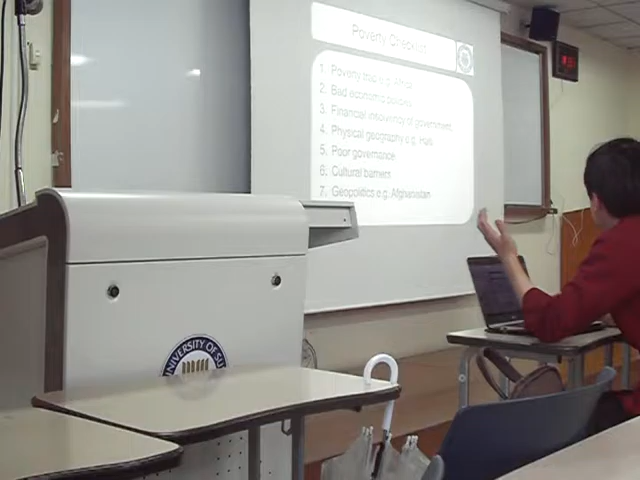 Poverty Checklist
1. Poverty trap e.g. Africa
2. Bad economic policies
3. Financial insolvency of government
4. Physical geography e.g. Haiti
5. Poor governance
6. Cultural barriers
7. Geopolitics e.g. Afghanistan
UNIVERSITY OF SU